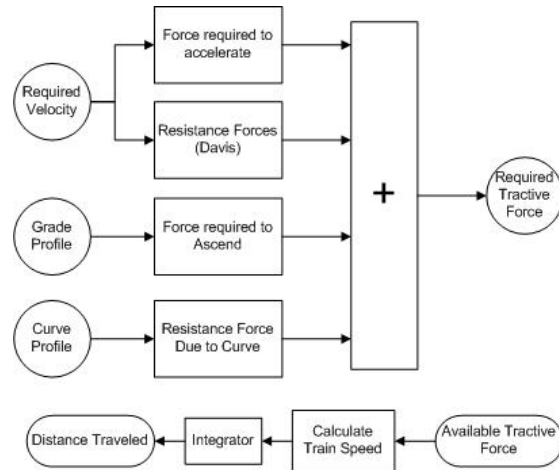 Force required to
accelerate
Required
Velocity
Resistance Forces
(Davis)
+
Required
Tractive
Force
Grade
Profile
Force required to
Ascend
Curve
Profile
Resistance Force
Due to Curve
Distance Traveled
Integrator
Calculate
Train Speed
Available Tractive
Force